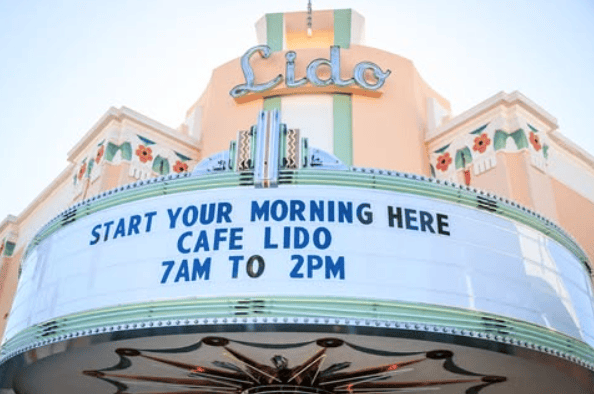 Lido
START YOUR MORNING HERE
CAFE LIDO
7AM TO 2PM